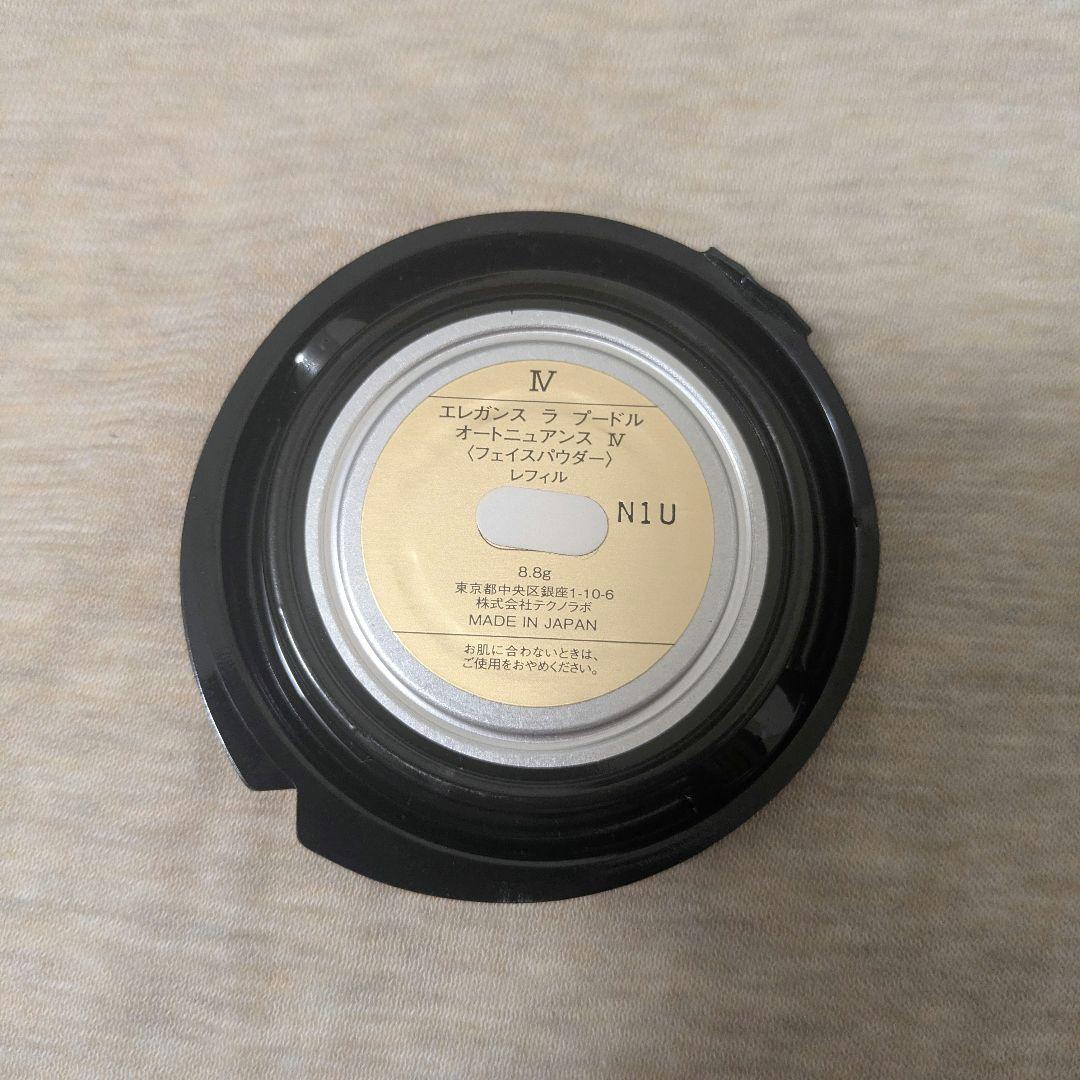 Ⅳ
エレガンス ラ プードル
オートニュアンス Ⅳ
〈フェイスパウダー〉
レフィル
N1U
8.8g
東京都中央区銀座1-10-6
株式会社テクノラボ
MADE IN JAPAN
お肌に合わないときは、
ご使用をおやめください。